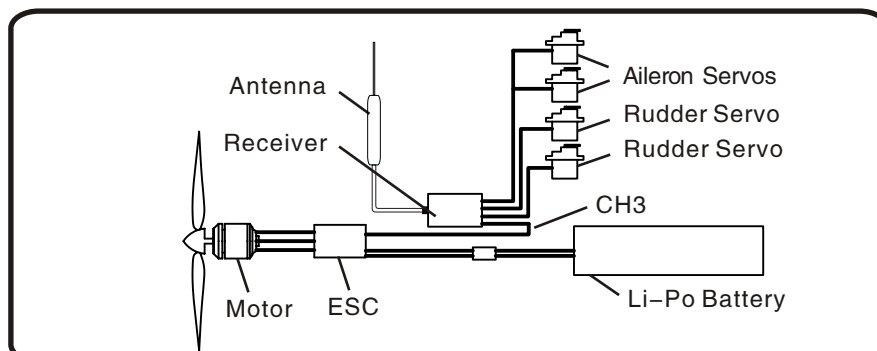 Antenna
Aileron Servos
Rudder Servo
Receiver
Rudder Servo
CH3
Motor
ESC
Li-Po Battery